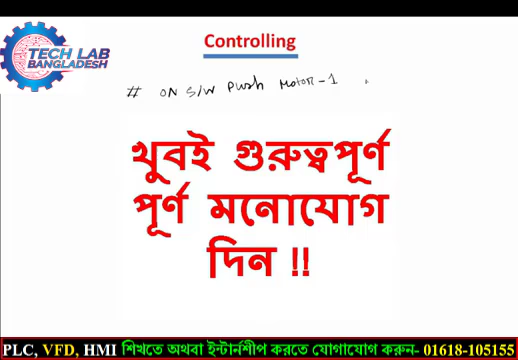 Controlling
TECH LAB
BANGLADESH
# ON S/W Push Motor-1
খুবই গুরুত্বপূর্ণ
পূর্ণ মনোযোগ
দিন !!
PLC, VFD, HMI শিখতে অথবা ইন্টার্নশীপ করতে যোগাযোগ করুন- 01618-105155